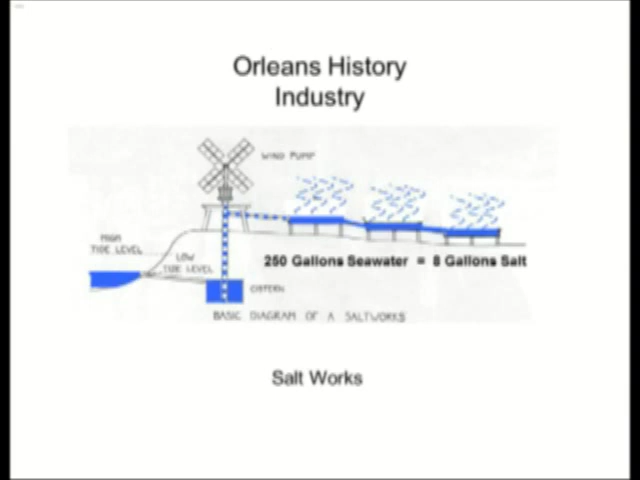 Orleans History
Industry
WIND PUMP
HIGH
TIDE LEVEL
LOW
TIDE LEVEL
250 Gallons Seawater = 8 Gallons Salt
CISTERN
BASIC DIAGRAM OF A SALTWORKS
Salt Works